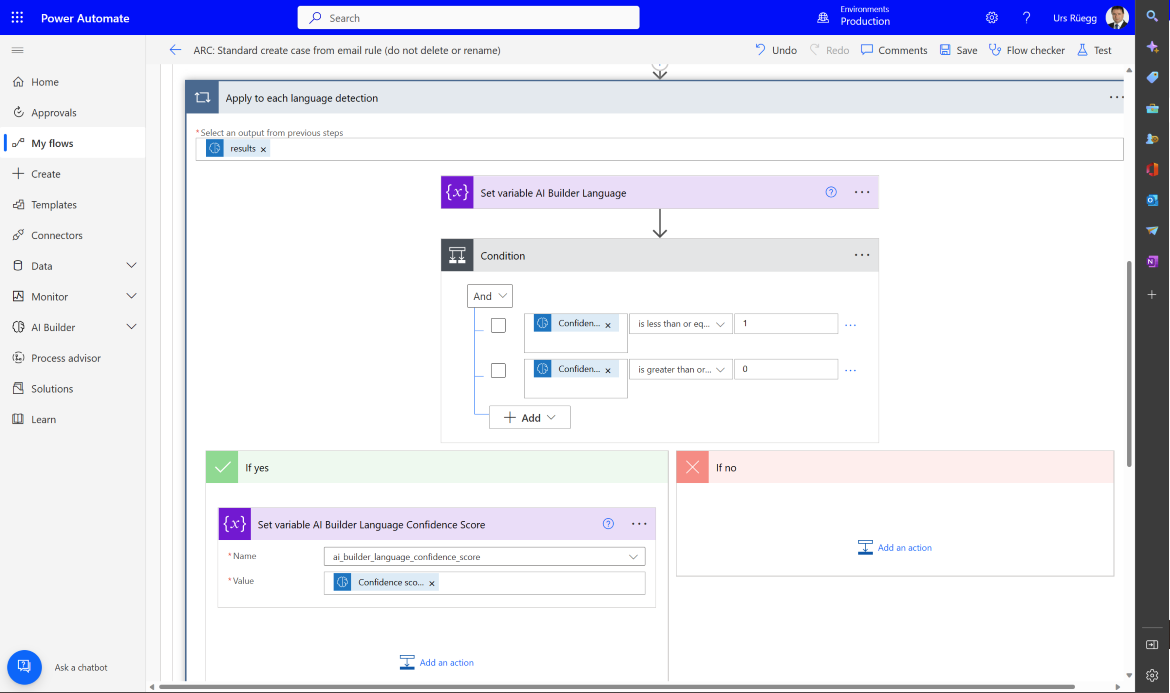 Power Automate
Search
Environments
Production
?
Urs Rüegg
ARC: Standard create case from email rule (do not delete or rename)
Undo
Redo
Comments
Save
Flow checker
Test
Home
Approvals
My flows
Create
Templates
Connectors
Data
Monitor
AI Builder
Process advisor
Solutions
Learn
Ask a chatbot
Apply to each language detection
* Select an output from previous steps
results
Set variable AI Builder Language
Condition
And
Confiden... is less than or eq... 1
Confiden... is greater than or... 0
Add
If yes
Set variable AI Builder Language Confidence Score
* Name ai_builder_language_confidence_score
* Value Confidence sco...
Add an action
If no
Add an action